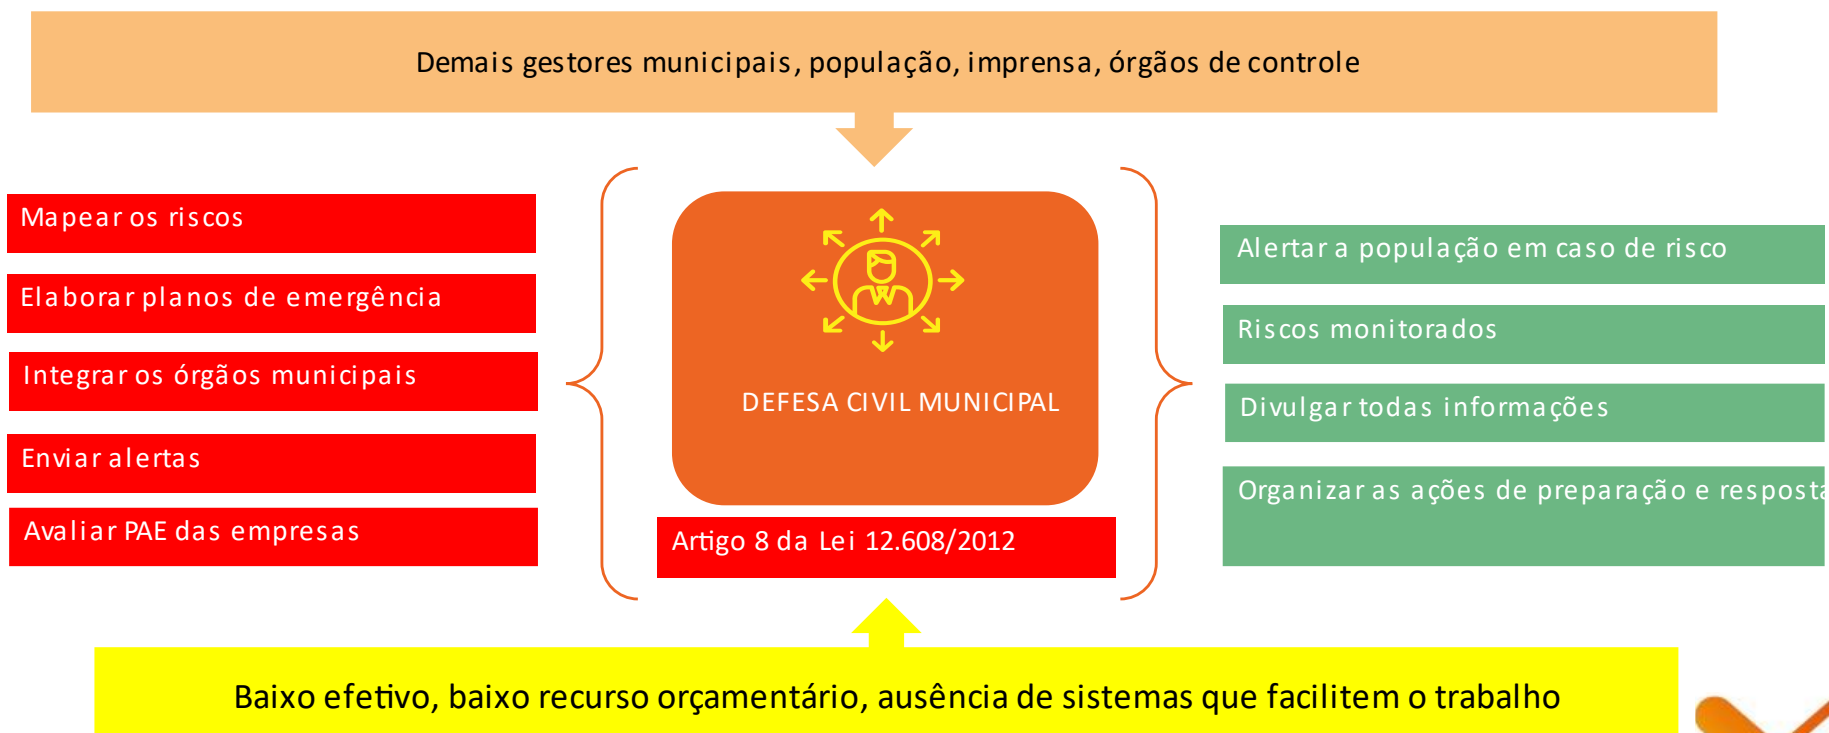 Demais gestores municipais, população, imprensa, órgãos de controle
Mapear os riscos
Elaborar planos de emergência
Integrar os órgãos municipais
Enviar alertas
Avaliar PAE das empresas
DEFESA CIVIL MUNICIPAL
Artigo 8 da Lei 12.608/2012
Alertar a população em caso de risco
Riscos monitorados
Divulgar todas informações
Organizar as ações de preparação e resposta
Baixo efetivo, baixo recurso orçamentário, ausência de sistemas que facilitem o trabalho